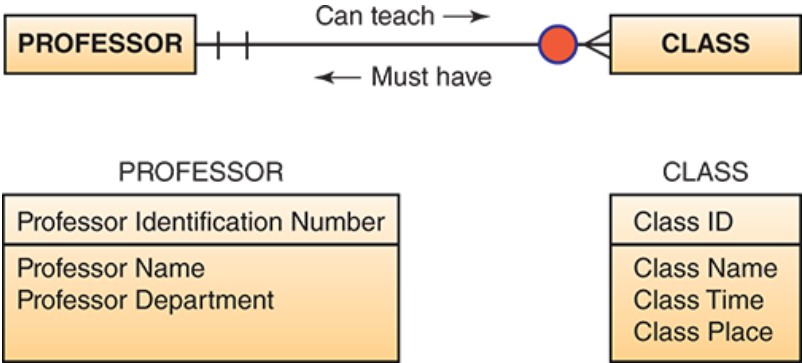 Can teach →
PROFESSOR
CLASS
← Must have
PROFESSOR
Professor Identification Number
Professor Name
Professor Department
CLASS
Class ID
Class Name
Class Time
Class Place